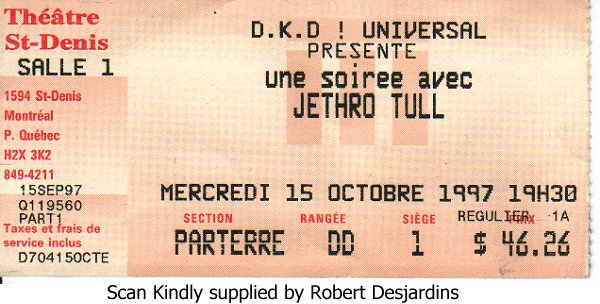 Théâtre
St-Denis
SALLE 1
1594 St-Denis
Montréal
P. Québec
H2X 3K2
849-4211
15SEP97
Q119560
PART1
Taxes et frais de
service inclus
D704150CTE
D.K.D ! UNIVERSAL
PRESENTE
une soiree avec
JETHRO TULL
MERCREDI 15 OCTOBRE 1997 19H30
SECTION RANGÉE SIÈGE REGULIER 1A
PARTERRE DD 1 $ 46.26
Scan Kindly supplied by Robert Desjardins